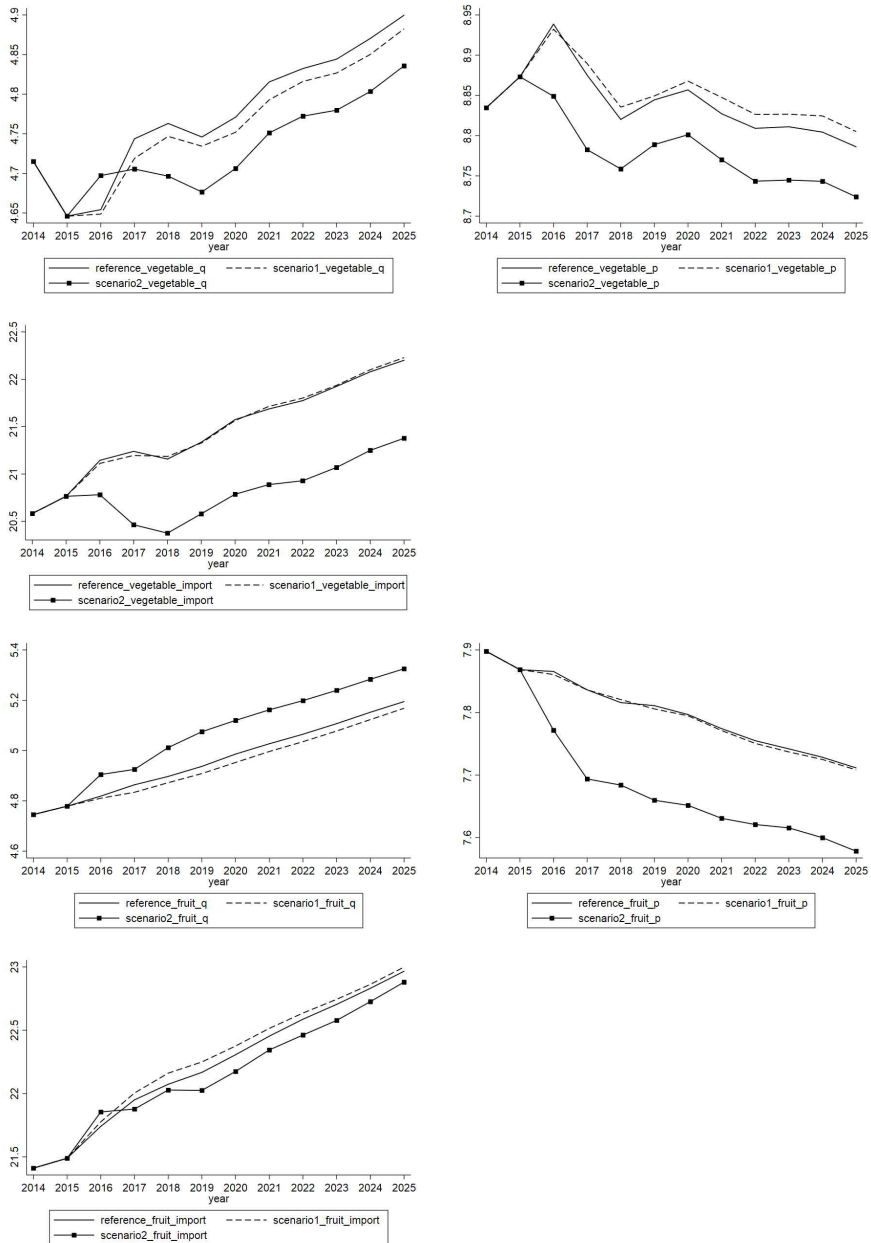 4.9
4.85
4.8
4.75
4.7
4.65
2014 2015 2016 2017 2018 2019 2020 2021 2022 2023 2024 2025
year
reference_vegetable_q scenario1_vegetable_q
scenario2_vegetable_q
8.95
8.9
8.85
8.8
8.75
8.7
2014 2015 2016 2017 2018 2019 2020 2021 2022 2023 2024 2025
year
reference_vegetable_p scenario1_vegetable_p
scenario2_vegetable_p
22.5
22
21.5
21
20.5
2014 2015 2016 2017 2018 2019 2020 2021 2022 2023 2024 2025
year
reference_vegetable_import scenario1_vegetable_import
scenario2_vegetable_import
5.4
5.2
5
4.8
4.6
2014 2015 2016 2017 2018 2019 2020 2021 2022 2023 2024 2025
year
reference_fruit_q scenario1_fruit_q
scenario2_fruit_q
7.9
7.8
7.7
7.6
2014 2015 2016 2017 2018 2019 2020 2021 2022 2023 2024 2025
year
reference_fruit_p scenario1_fruit_p
scenario2_fruit_p
23
22.5
22
21.5
2014 2015 2016 2017 2018 2019 2020 2021 2022 2023 2024 2025
year
reference_fruit_import scenario1_fruit_import
scenario2_fruit_import